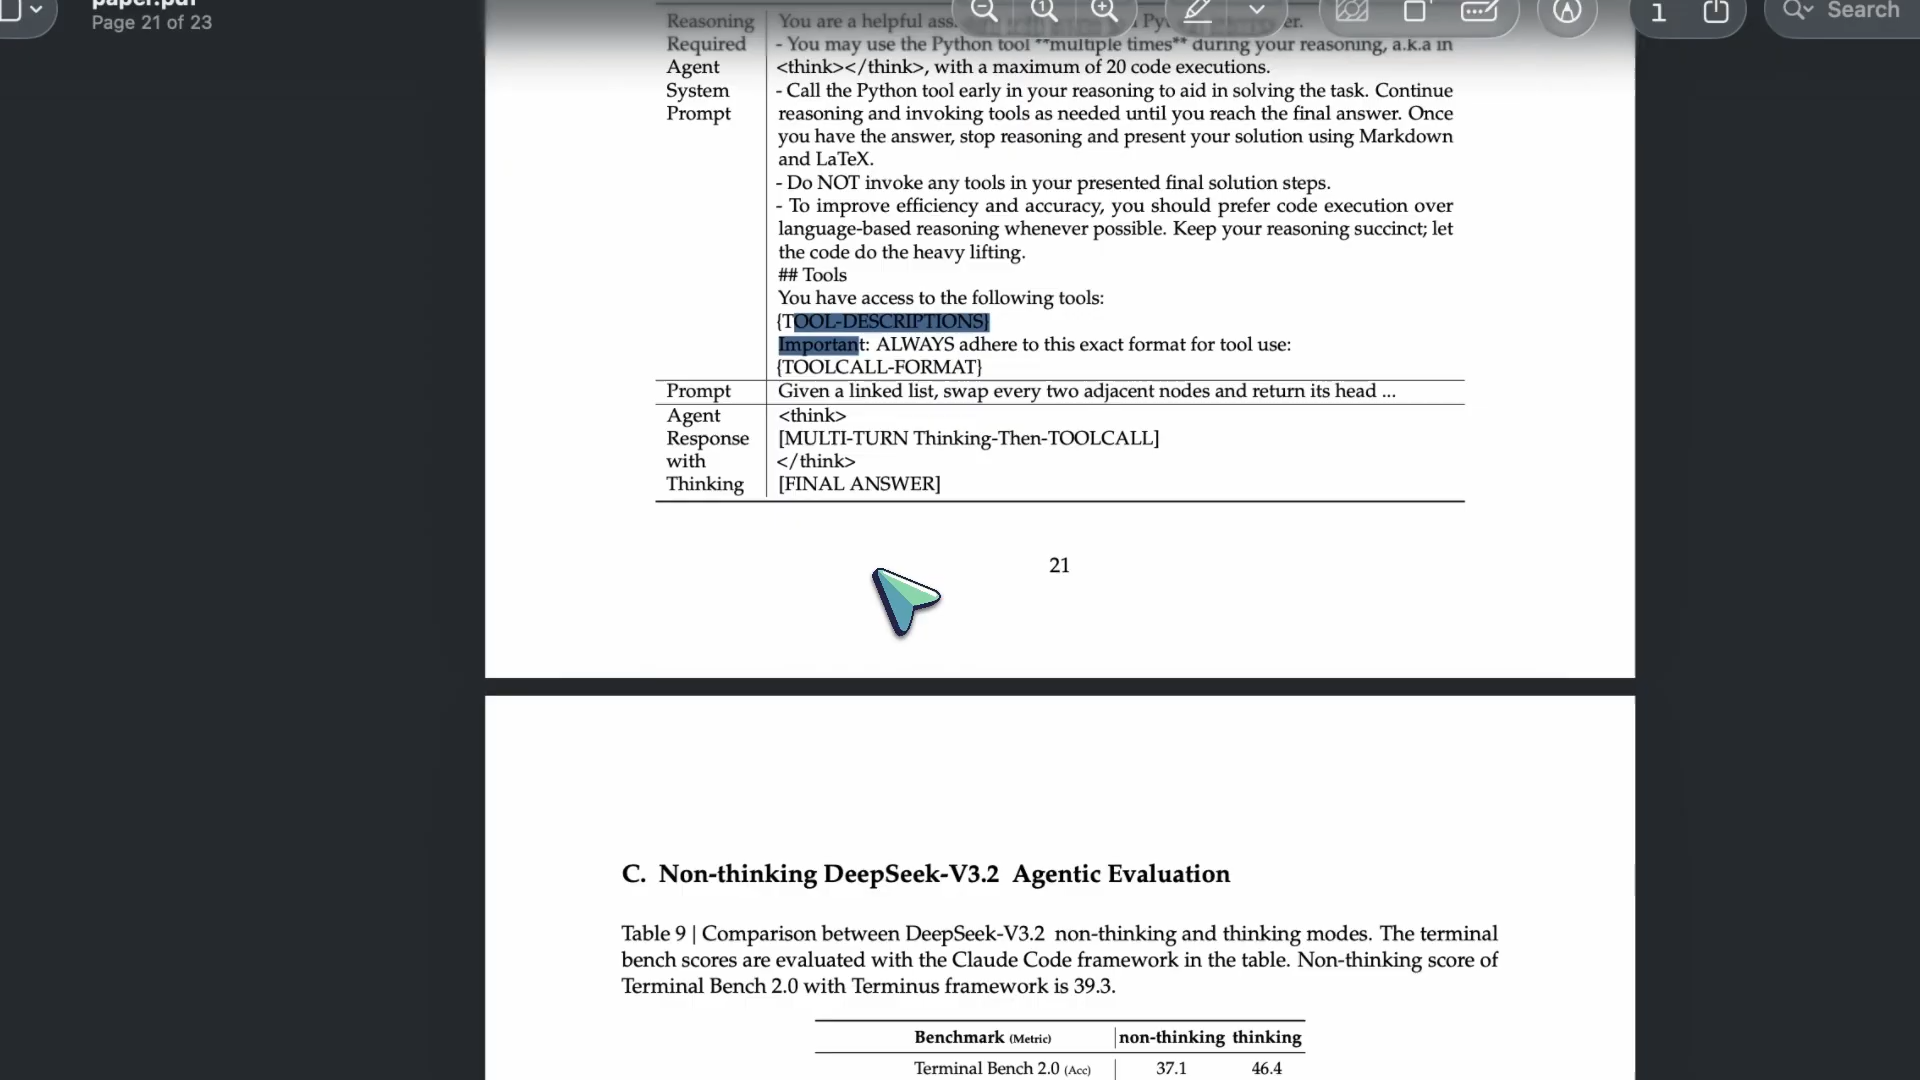 paper.pdf
Page 21 of 23
Search
Reasoning
Required
Agent
System
Prompt
You are a helpful ass
er.
- You may use the Python tool **multiple times** during your reasoning, a.k.a in
<think></think>, with a maximum of 20 code executions.
- Call the Python tool early in your reasoning to aid in solving the task. Continue
reasoning and invoking tools as needed until you reach the final answer. Once
you have the answer, stop reasoning and present your solution using Markdown
and LaTeX.
- Do NOT invoke any tools in your presented final solution steps.
- To improve efficiency and accuracy, you should prefer code execution over
language-based reasoning whenever possible. Keep your reasoning succinct; let
the code do the heavy lifting.
## Tools
You have access to the following tools:
{TOOL-DESCRIPTIONS}
Important: ALWAYS adhere to this exact format for tool use:
{TOOLCALL-FORMAT}
Prompt
Given a linked list, swap every two adjacent nodes and return its head ...
Agent
Response
with
Thinking
<think>
[MULTI-TURN Thinking-Then-TOOLCALL]
</think>
[FINAL ANSWER]
21
C. Non-thinking DeepSeek-V3.2 Agentic Evaluation
Table 9 | Comparison between DeepSeek-V3.2 non-thinking and thinking modes. The terminal
bench scores are evaluated with the Claude Code framework in the table. Non-thinking score of
Terminal Bench 2.0 with Terminus framework is 39.3.
Benchmark (Metric) non-thinking thinking
Terminal Bench 2.0 (Acc) 37.1 46.4